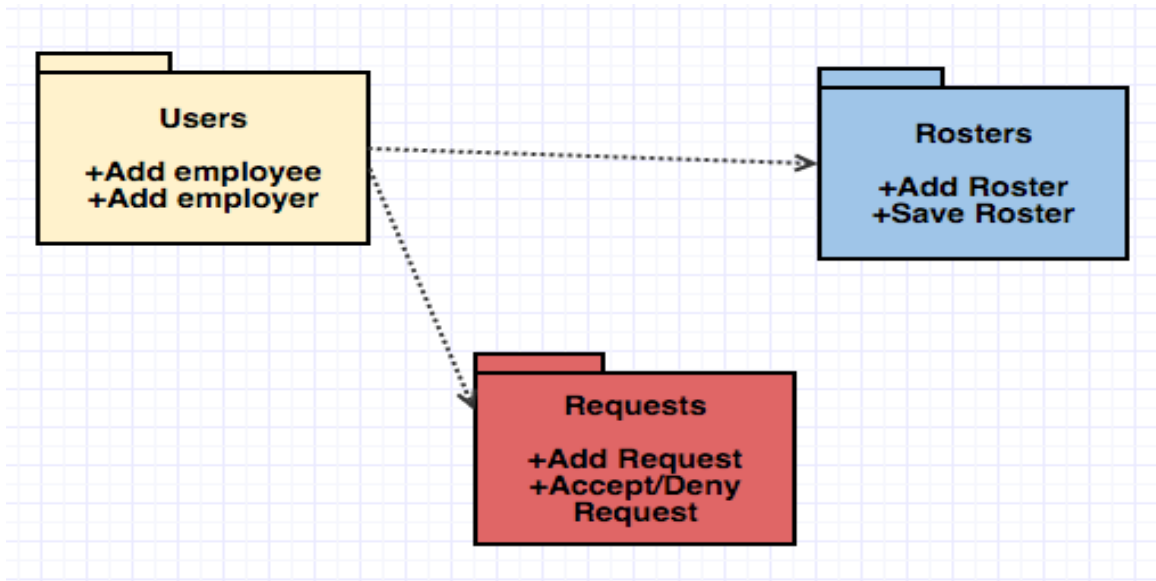 Users
+Add employee
+Add employer
Rosters
+Add Roster
+Save Roster
Requests
+Add Request
+Accept/Deny
Request